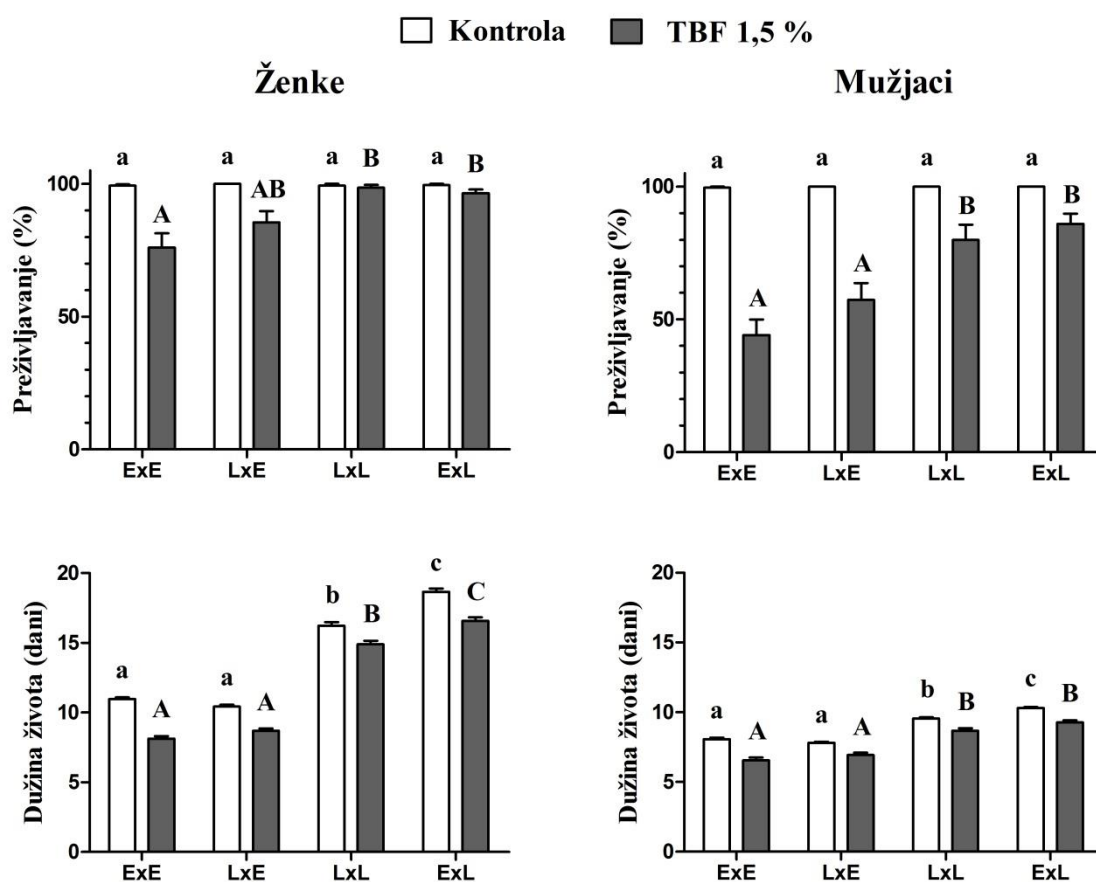 Kontrola TBF 1,5 %
Ženke
Mužjaci
Preživljavanje (%)
100
50
0
a A a AB a B a B
ExE LxE LxL ExL
Preživljavanje (%)
100
50
0
a A a A a B a B
ExE LxE LxL ExL
Dužina života (dani)
20
15
10
5
0
a A a A b B c C
ExE LxE LxL ExL
Dužina života (dani)
20
15
10
5
0
a A a A b B c B
ExE LxE LxL ExL